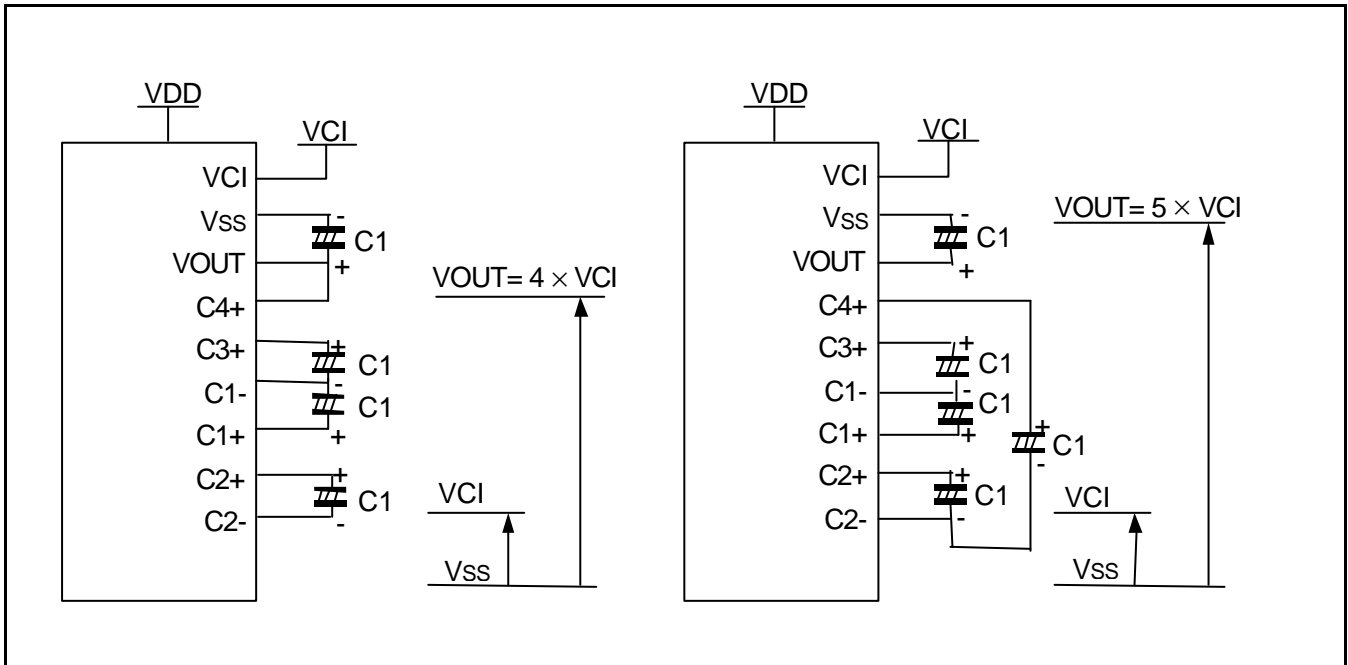 VDD
VCI
VCI
VSS
- C1
VOUT
+
C4+
C3+
+
C1
C1-
-
C1
C1+
+
C2+
+
C1
C2-
-
VOUT= 4 × VCI
VCI
VSS
VDD
VCI
VCI
VSS
-
C1
VOUT
+
C4+
C3+
+
C1
C1-
-
C1
C1+
+
+
C1
-
C2+
+
C1
C2-
-
VOUT= 5 × VCI
VCI
VSS